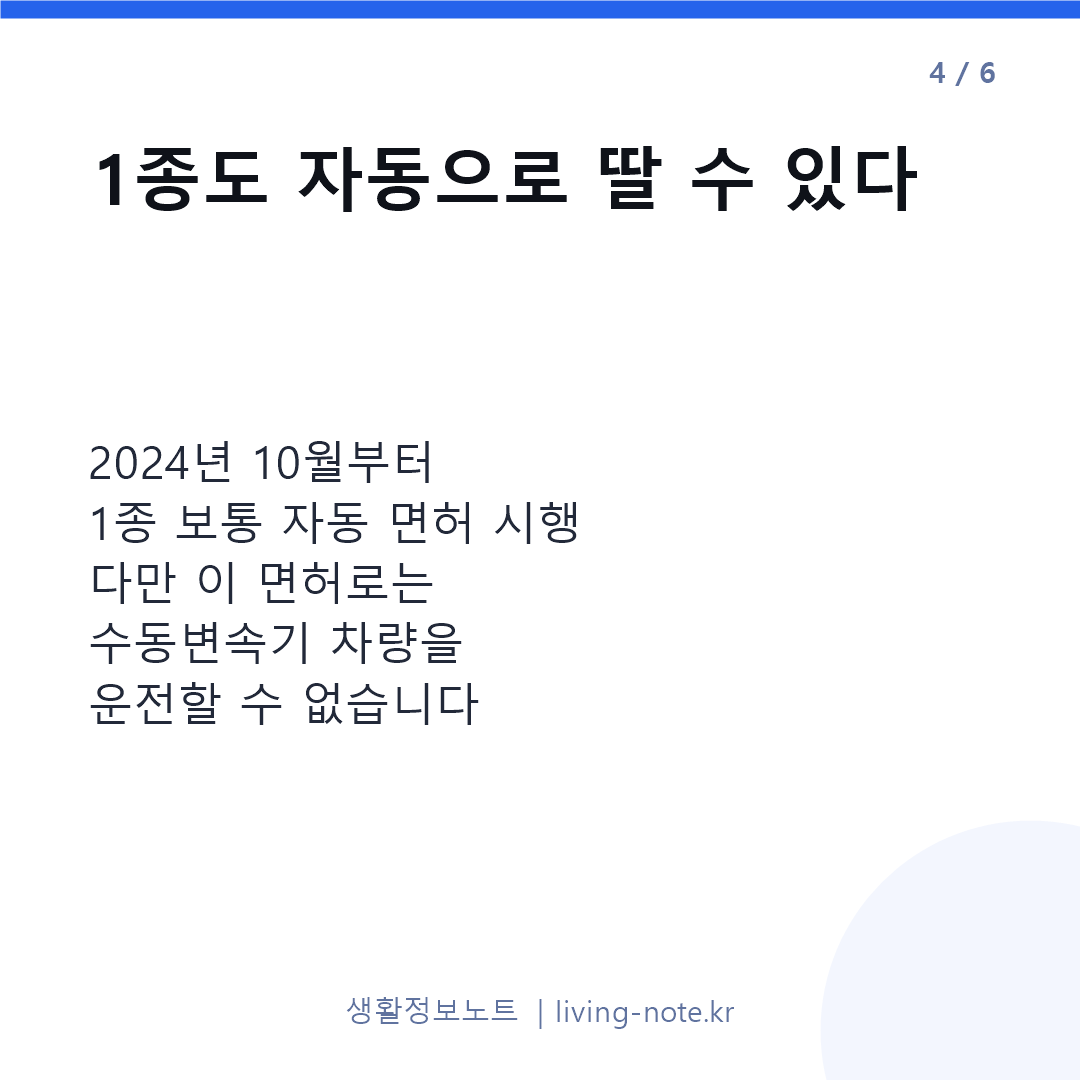 4 / 6
1종도 자동으로 딸 수 있다
2024년 10월부터
1종 보통 자동 면허 시행
다만 이 면허로는
수동변속기 차량을
운전할 수 없습니다
생활정보노트 | living-note.kr